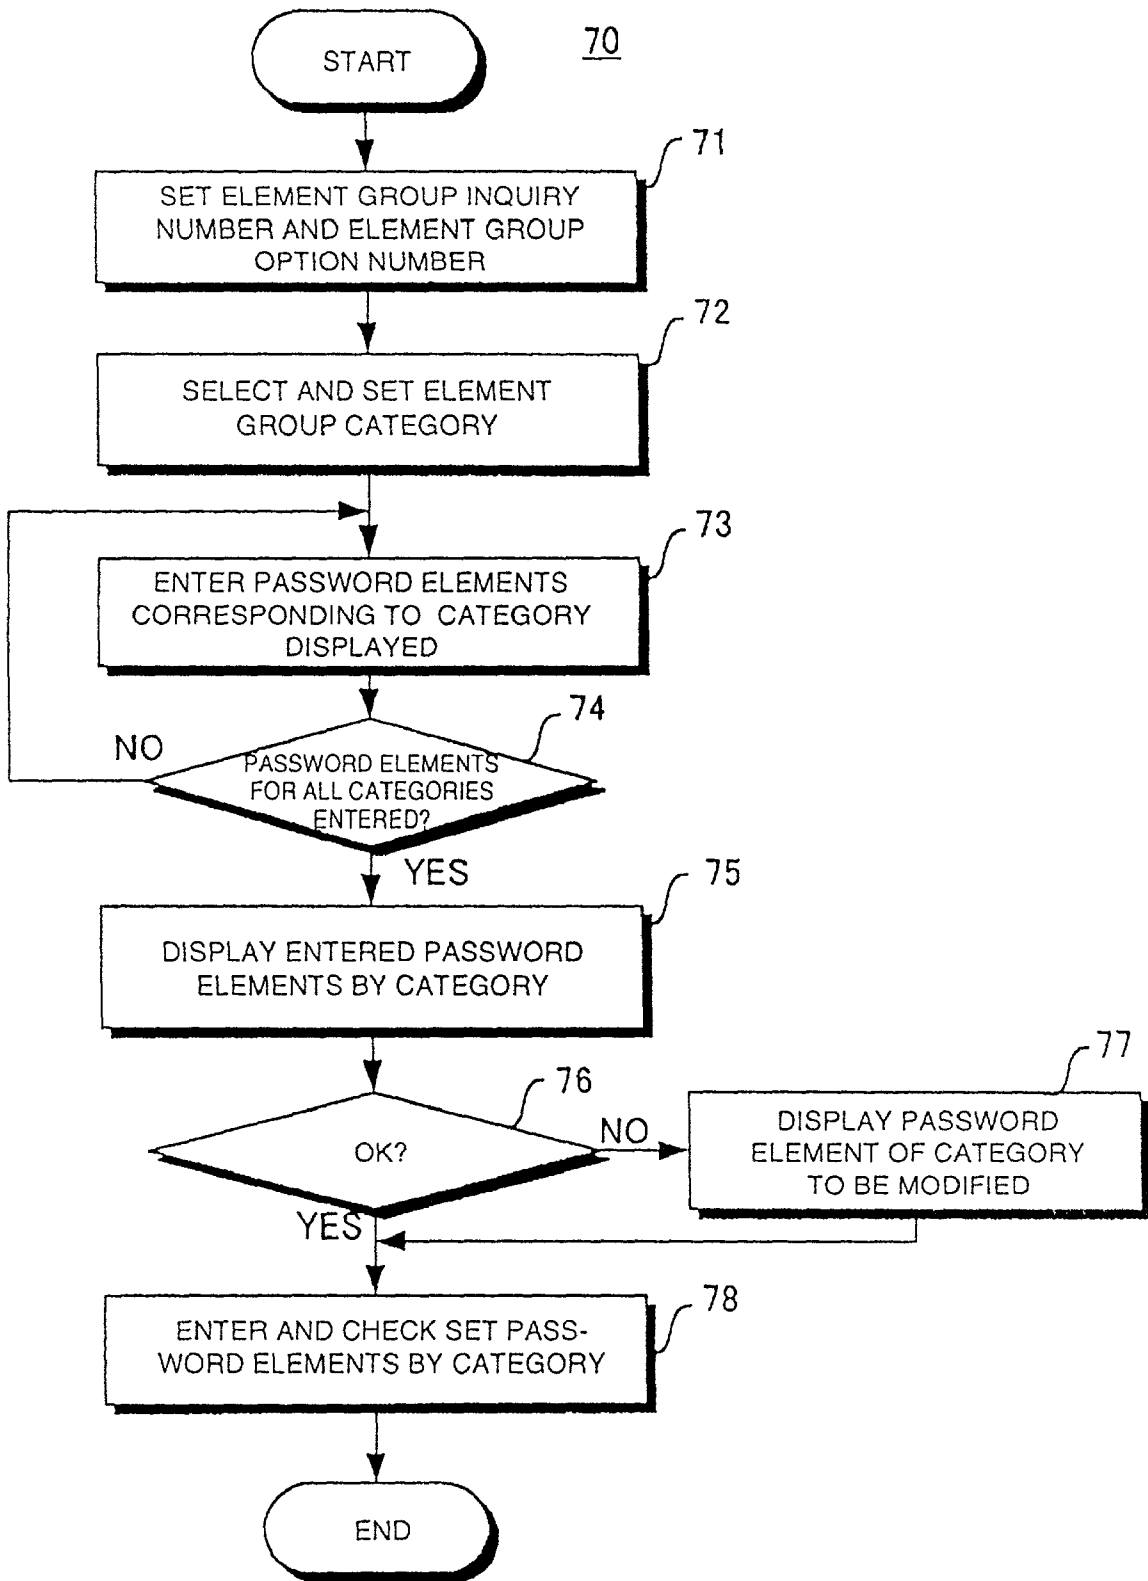 START
70
71
SET ELEMENT GROUP INQUIRY
NUMBER AND ELEMENT GROUP
OPTION NUMBER
72
SELECT AND SET ELEMENT
GROUP CATEGORY
73
ENTER PASSWORD ELEMENTS
CORRESPONDING TO CATEGORY
DISPLAYED
74
NO
PASSWORD ELEMENTS
FOR ALL CATEGORIES
ENTERED?
YES
75
DISPLAY ENTERED PASSWORD
ELEMENTS BY CATEGORY
76
OK?
NO
77
DISPLAY PASSWORD
ELEMENT OF CATEGORY
TO BE MODIFIED
YES
78
ENTER AND CHECK SET PASS-
WORD ELEMENTS BY CATEGORY
END